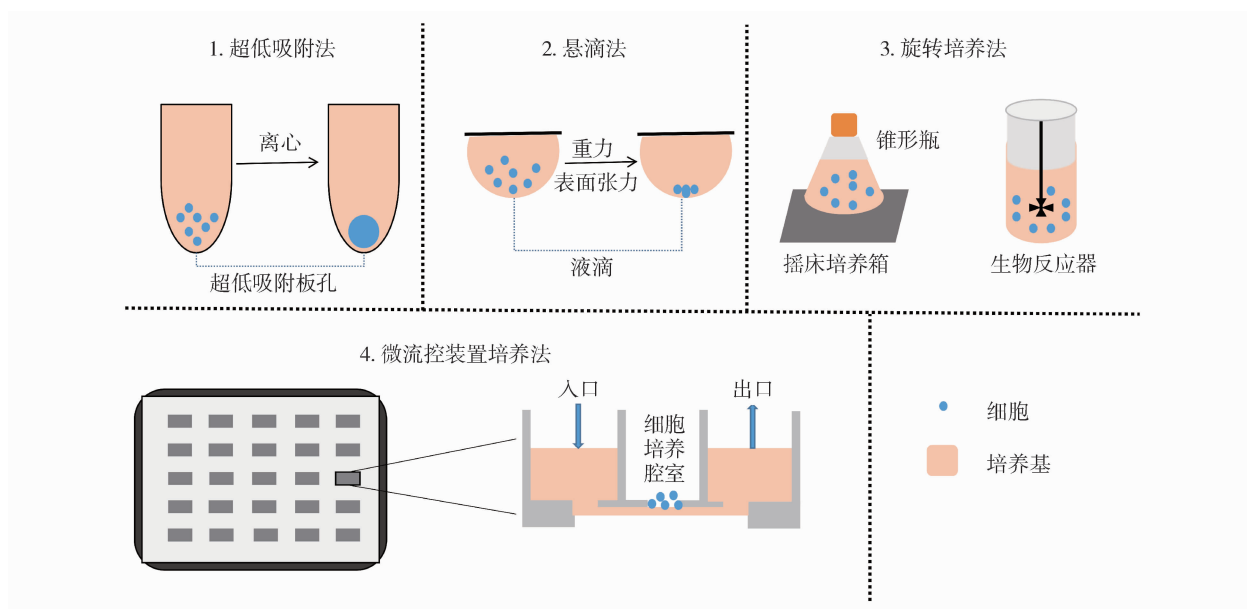 1. 超低吸附法
离心
超低吸附板孔
2. 悬滴法
重力
表面张力
液滴
3. 旋转培养法
锥形瓶
摇床培养箱
生物反应器
4. 微流控装置培养法
入口
出口
细胞
培养
腔室
细胞
培养基